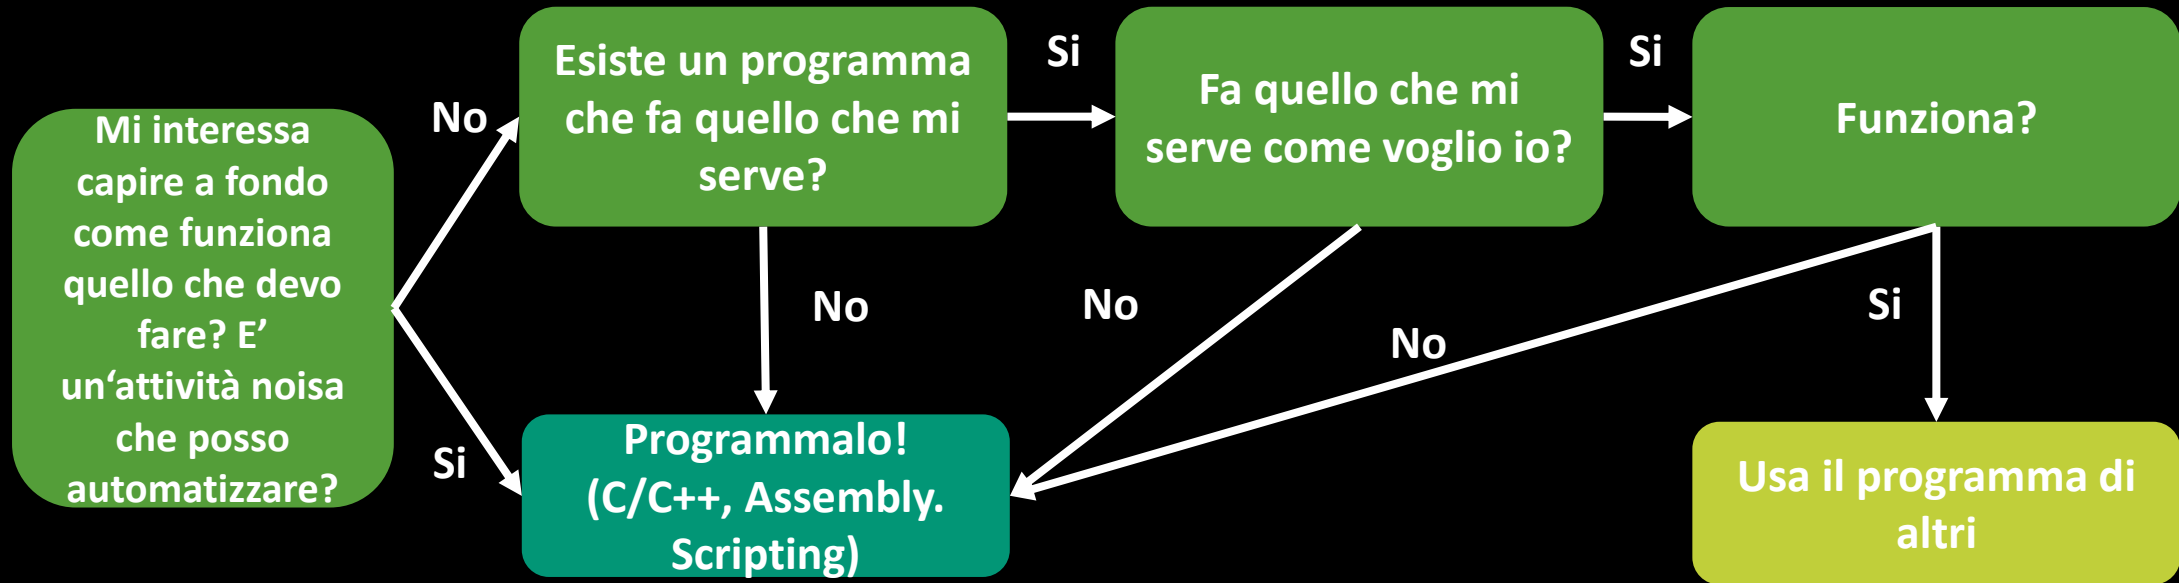 Mi interessa
capire a fondo
come funziona
quello che devo
fare? E’
un‘attività noisa
che posso
automatizzare?
No
Si
Esiste un programma
che fa quello che mi
serve?
Si
No
Fa quello che mi
serve come voglio io?
Si
No
Funziona?
No
Si
Programmalo!
(C/C++, Assembly.
Scripting)
Usa il programma di
altri